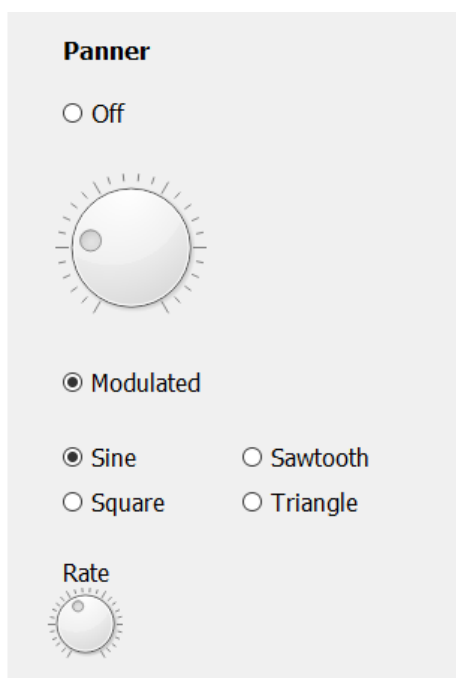 Panner
Off
Modulated
Sine Sawtooth
Square Triangle
Rate